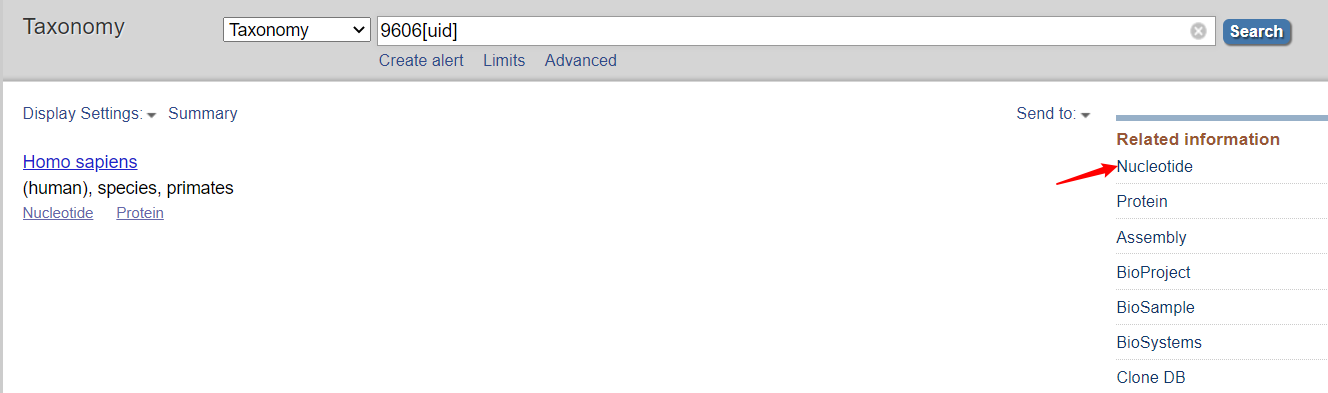 Taxonomy
Taxonomy
9606[uid]
Search
Create alert Limits Advanced
Display Settings: Summary
Send to:
Homo sapiens
(human), species, primates
Nucleotide Protein
Related information
Nucleotide
Protein
Assembly
BioProject
BioSample
BioSystems
Clone DB